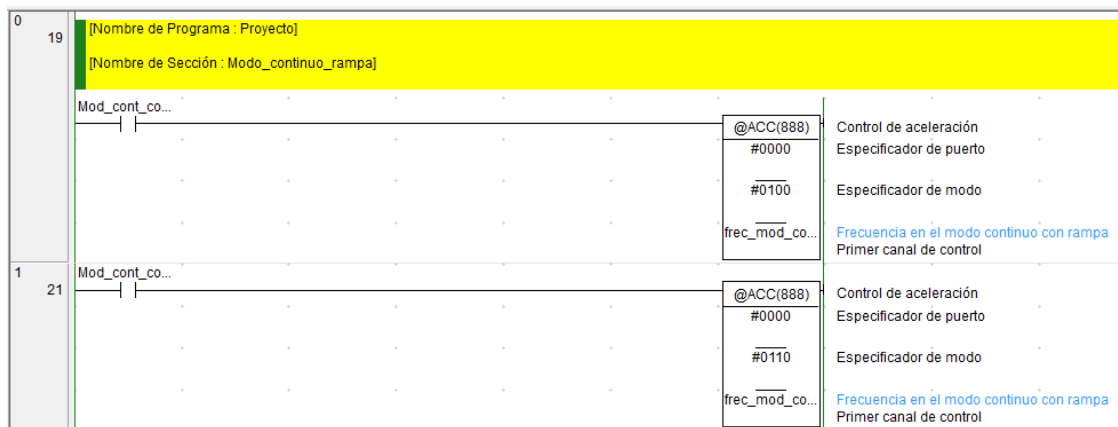 0
19
[Nombre de Programa : Proyecto]
[Nombre de Sección : Modo_continuo_rampa]
Mod_cont_co...
@ACC(888) Control de aceleración
#0000 Especificador de puerto
#0100 Especificador de modo
frec_mod_co... Frecuencia en el modo continuo con rampa
Primer canal de control
1
21
Mod_cont_co...
@ACC(888) Control de aceleración
#0000 Especificador de puerto
#0110 Especificador de modo
frec_mod_co... Frecuencia en el modo continuo con rampa
Primer canal de control